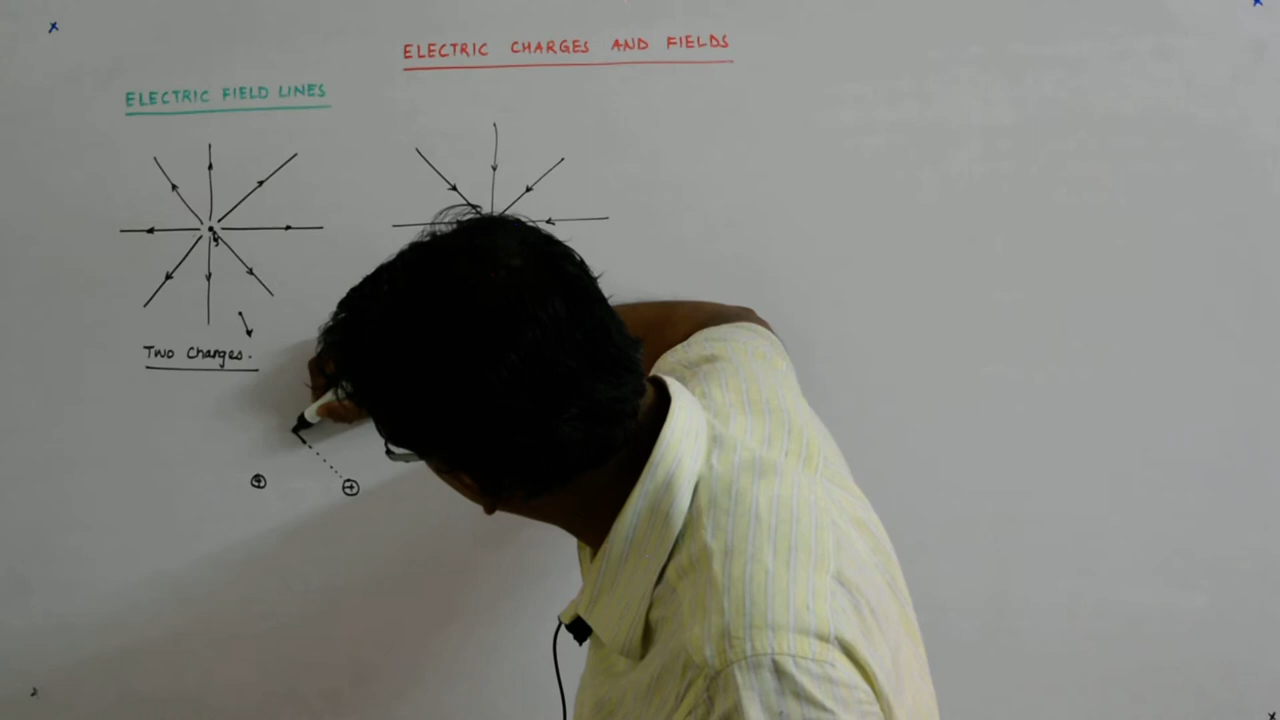 ELECTRIC CHARGES AND FIELDS
ELECTRIC FIELD LINES
Two Charges.
+